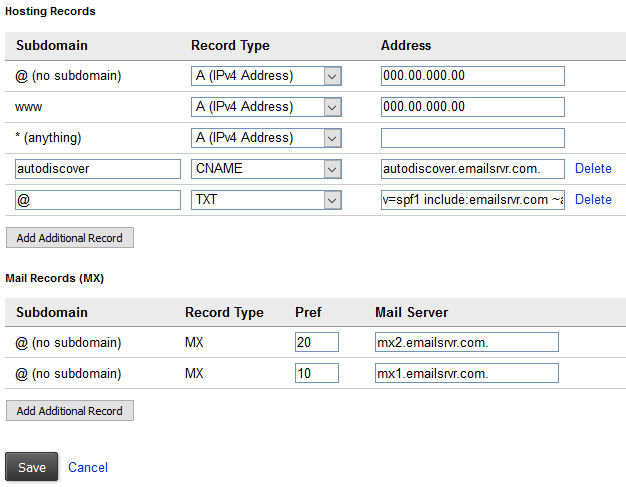 Hosting Records
Subdomain Record Type Address
@ (no subdomain) A (IPv4 Address) 000.00.000.00
www A (IPv4 Address) 000.00.000.00
* (anything) A (IPv4 Address)
autodiscover CNAME autodiscover.emailsrvr.com. Delete
@ TXT v=spf1 include:emailsrvr.com ~a Delete
Add Additional Record
Mail Records (MX)
Subdomain Record Type Pref Mail Server
@ (no subdomain) MX 20 mx2.emailsrvr.com.
@ (no subdomain) MX 10 mx1.emailsrvr.com.
Add Additional Record
Save Cancel